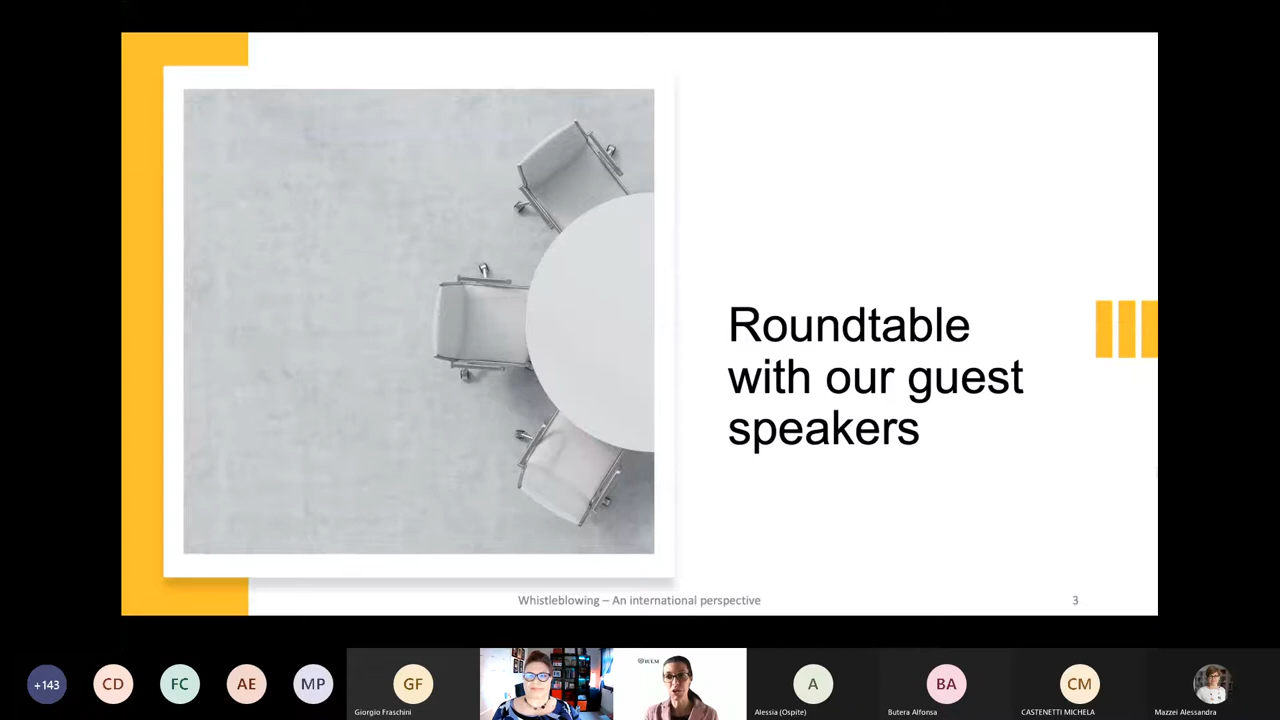 Roundtable
with our guest
speakers
Whistleblowing – An international perspective
3
+143
CD
FC
AE
MP
GF
Giorgio Fraschini
IULM
A
Alessia (Ospite)
BA
Butera Alfonsa
CM
CASTENETTI MICHELA
Mazzei Alessandra